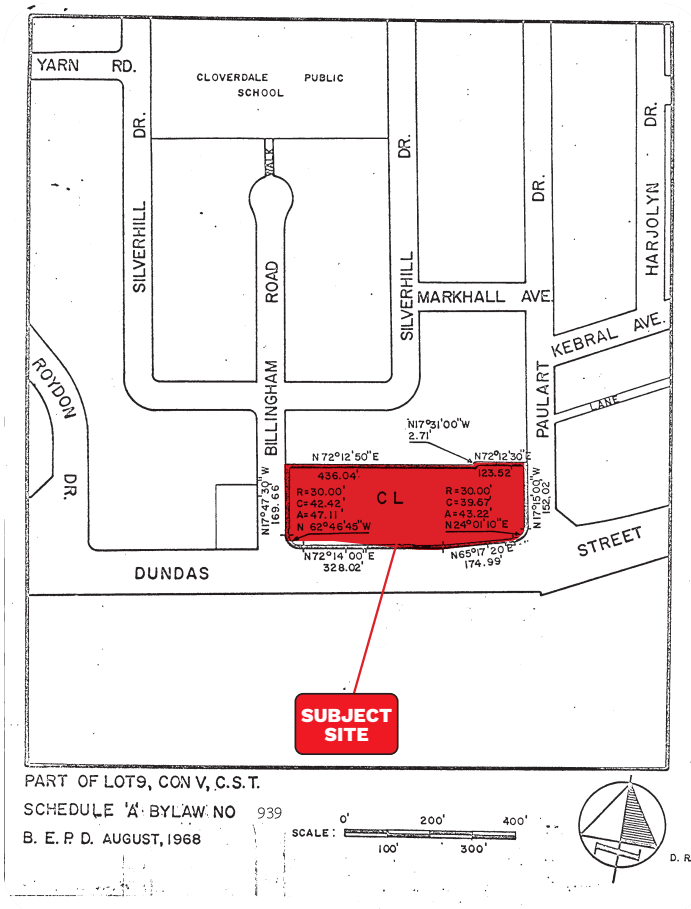 YARN RD.
CLOVERDALE PUBLIC
SCHOOL
WALK
SILVERHILL DR.
BILLINGHAM ROAD
SILVERHILL DR.
PAULART DR.
HARJOLYN DR.
MARKHALL AVE.
KEBRAL AVE.
LANE
ROYDON DR.
N17°31'00"W
2.71'
N 72°12'50"E
436.04'
N72°12'30"E
123.52'
N17°47'30"W
169.66'
N17°15'00"W
152.02
R=30.00'
C=42.42'
A=47.11'
N 62°46'45"W
CL
R=30.00'
C=39.67'
A=43.22'
N24°01'10"E
N72°14'00"E
328.02'
N65°17'20"E
174.99'
DUNDAS STREET
SUBJECT
SITE
PART OF LOT9, CON V, C.S.T.
SCHEDULE 'A' BYLAW NO 939
B. E. P. D. AUGUST, 1968
SCALE:
0' 200' 400'
100' 300'
D. R